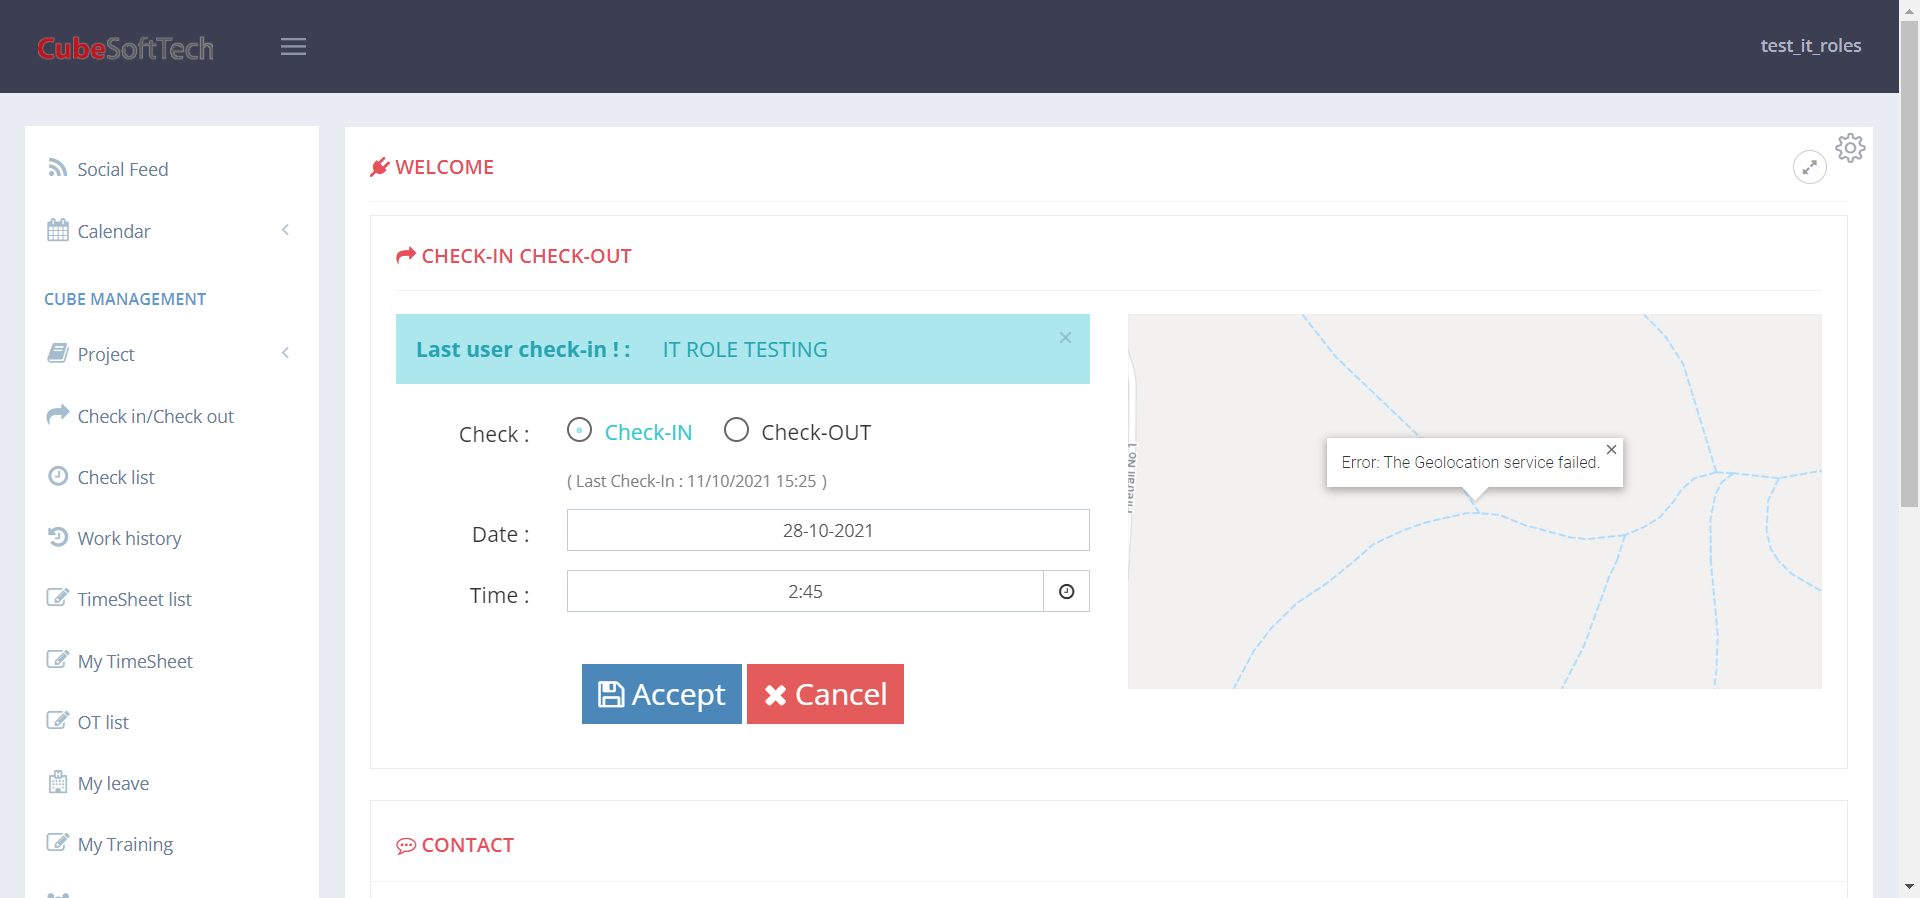 CubeSoftTech
test_it_roles
Social Feed
Calendar
CUBE MANAGEMENT
Project
Check in/Check out
Check list
Work history
TimeSheet list
My TimeSheet
OT list
My leave
My Training
WELCOME
CHECK-IN CHECK-OUT
Last user check-in ! : IT ROLE TESTING
×
Check : Check-IN Check-OUT
( Last Check-In : 11/10/2021 15:25 )
Date : 28-10-2021
Time : 2:45
Accept Cancel
Error: The Geolocation service failed.
CONTACT